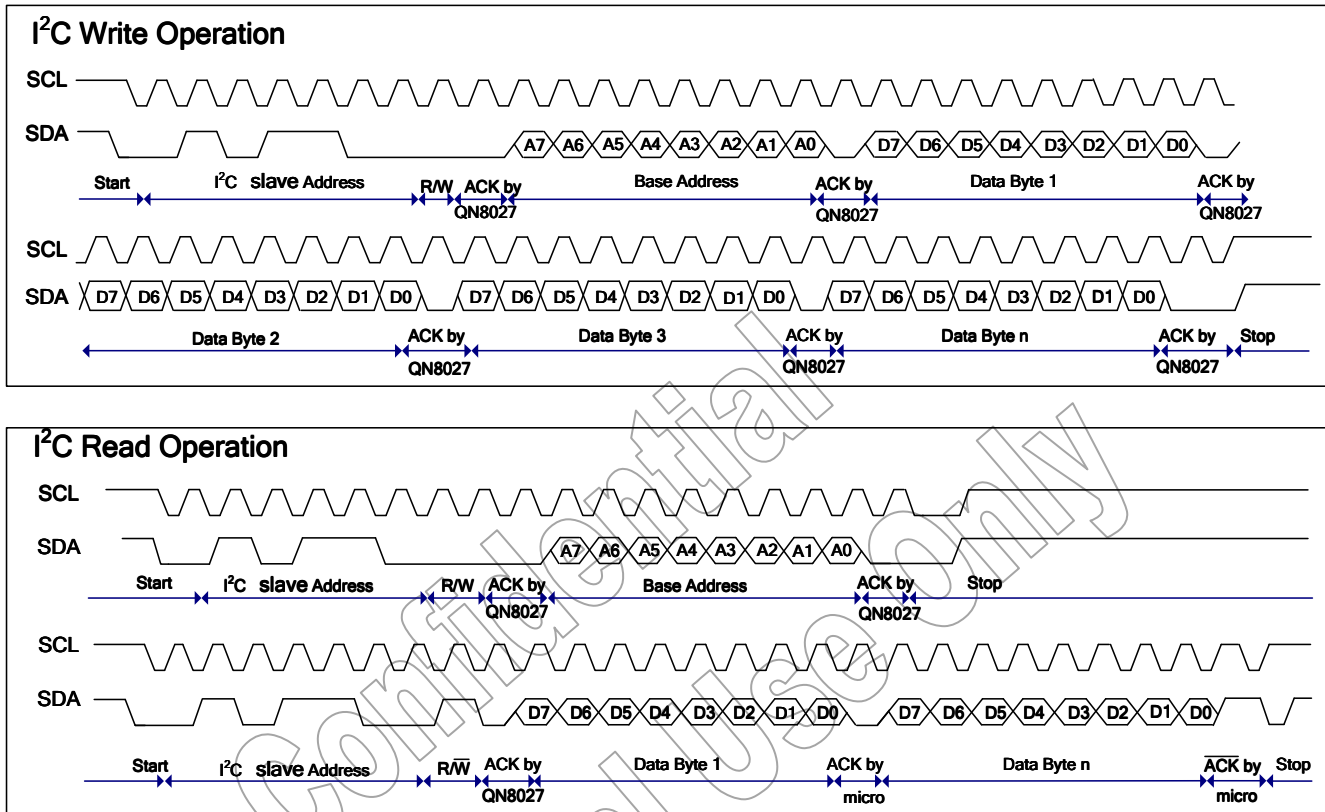 I²C Write Operation
SCL
SDA A7 A6 A5 A4 A3 A2 A1 A0 D7 D6 D5 D4 D3 D2 D1 D0
Start I²C slave Address R/W ACK by QN8027 Base Address ACK by QN8027 Data Byte 1 ACK by QN8027
SCL
SDA D7 D6 D5 D4 D3 D2 D1 D0 D7 D6 D5 D4 D3 D2 D1 D0 D7 D6 D5 D4 D3 D2 D1 D0
Data Byte 2 ACK by QN8027 Data Byte 3 ACK by QN8027 Data Byte n ACK by QN8027 Stop
I²C Read Operation
SCL
SDA A7 A6 A5 A4 A3 A2 A1 A0
Start I²C slave Address R/W ACK by QN8027 Base Address ACK by QN8027 Stop
SCL
SDA D7 D6 D5 D4 D3 D2 D1 D0 D7 D6 D5 D4 D3 D2 D1 D0
Start I²C slave Address R/W̅ ACK by QN8027 Data Byte 1 ACK by micro Data Byte n A̅C̅K̅ by micro Stop
Confidential
Use Only